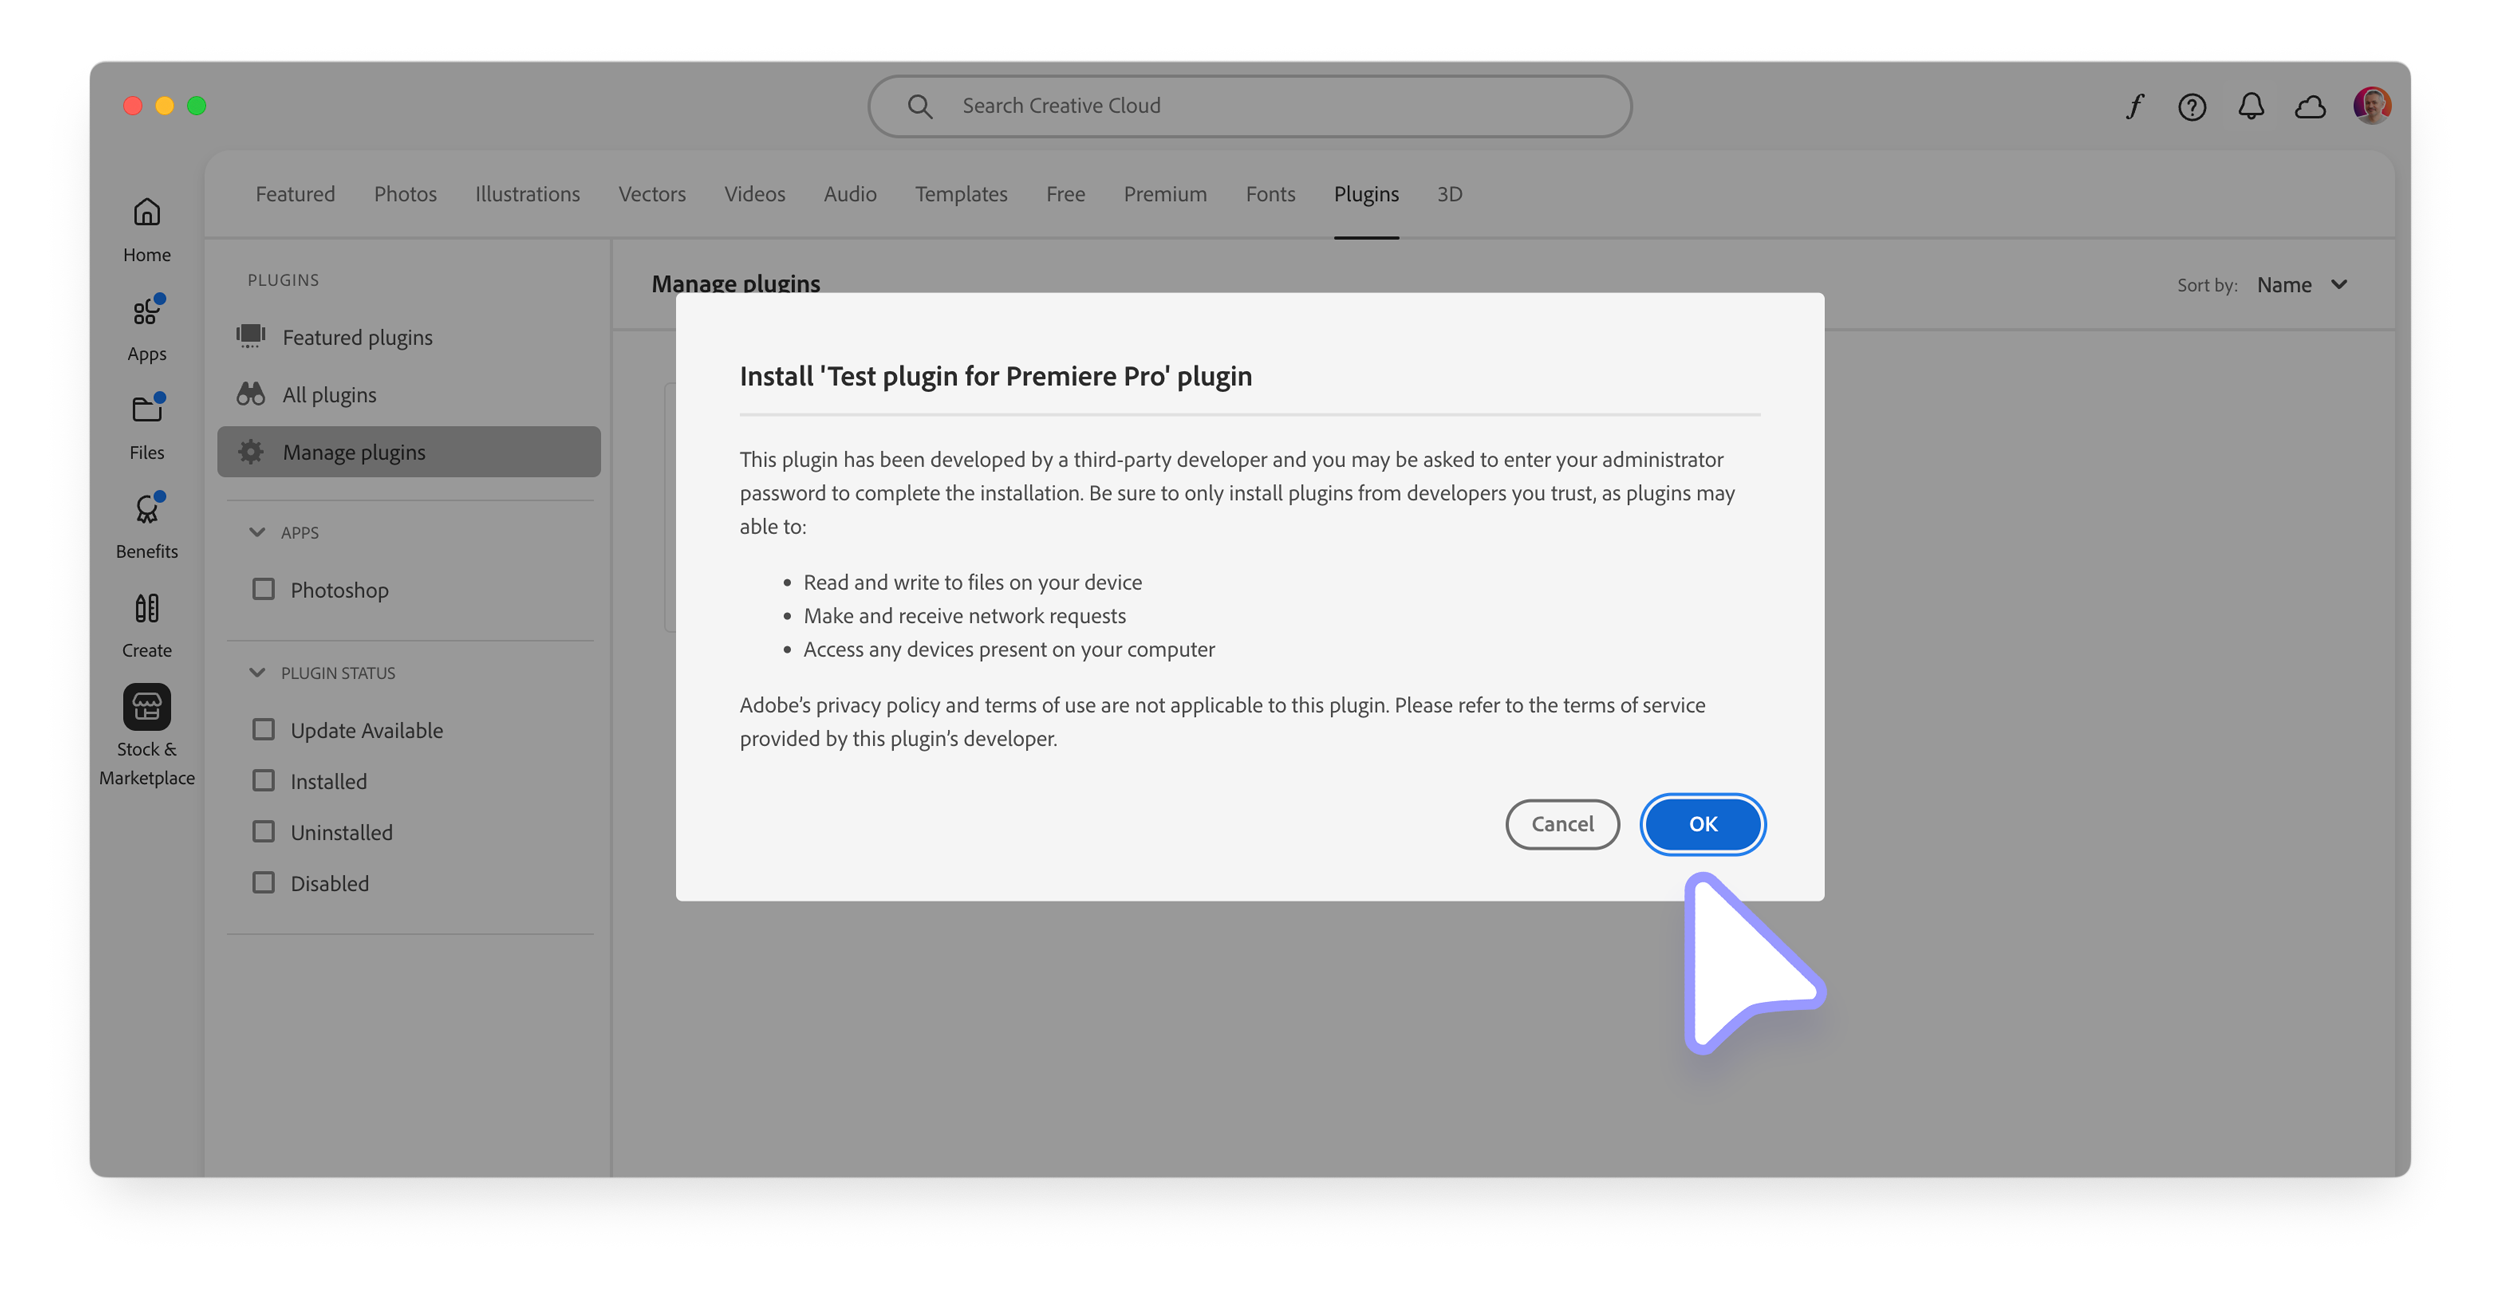 Search Creative Cloud
Featured Photos Illustrations Vectors Videos Audio Templates Free Premium Fonts Plugins 3D
Home
Apps
Files
Benefits
Create
Stock &
Marketplace
PLUGINS
Featured plugins
All plugins
Manage plugins
APPS
Photoshop
PLUGIN STATUS
Update Available
Installed
Uninstalled
Disabled
Manage plugins
Sort by: Name
Install 'Test plugin for Premiere Pro' plugin
This plugin has been developed by a third-party developer and you may be asked to enter your administrator
password to complete the installation. Be sure to only install plugins from developers you trust, as plugins may
able to:
• Read and write to files on your device
• Make and receive network requests
• Access any devices present on your computer
Adobe’s privacy policy and terms of use are not applicable to this plugin. Please refer to the terms of service
provided by this plugin’s developer.
Cancel OK